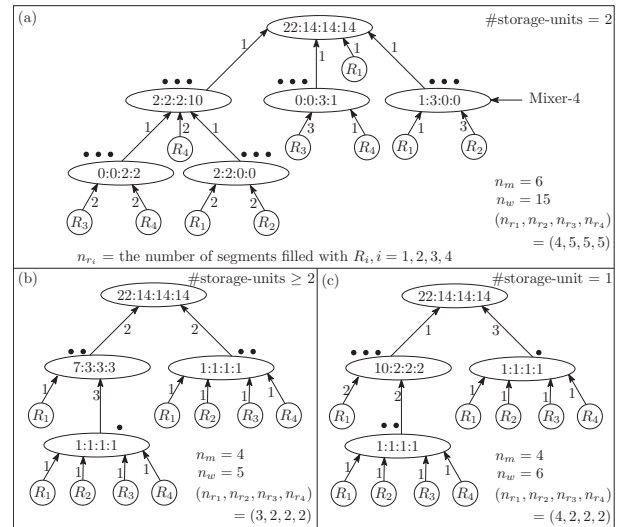 (a)
#storage-units = 2
22:14:14:14
1
1
1
1
R1
2:2:2:10
0:0:3:1
1:3:0:0
Mixer-4
1
2
1
3
1
1
3
R4
R3
R4
R1
R2
0:0:2:2
2:2:0:0
2
2
2
2
R3
R4
R1
R2
nm = 6
nw = 15
(nr1, nr2, nr3, nr4)
= (4, 5, 5, 5)
nri = the number of segments filled with Ri, i = 1, 2, 3, 4
(b)
#storage-units ≥ 2
22:14:14:14
2
2
7:3:3:3
1:1:1:1
1
3
1
1
1
1
R1
R1
R2
R3
R4
1:1:1:1
1
1
1
1
R1
R2
R3
R4
nm = 4
nw = 5
(nr1, nr2, nr3, nr4)
= (3, 2, 2, 2)
(c)
#storage-unit = 1
22:14:14:14
1
3
10:2:2:2
1:1:1:1
2
2
1
1
1
1
R1
R1
R2
R3
R4
1:1:1:1
1
1
1
1
R1
R2
R3
R4
nm = 4
nw = 6
(nr1, nr2, nr3, nr4)
= (4, 2, 2, 2)